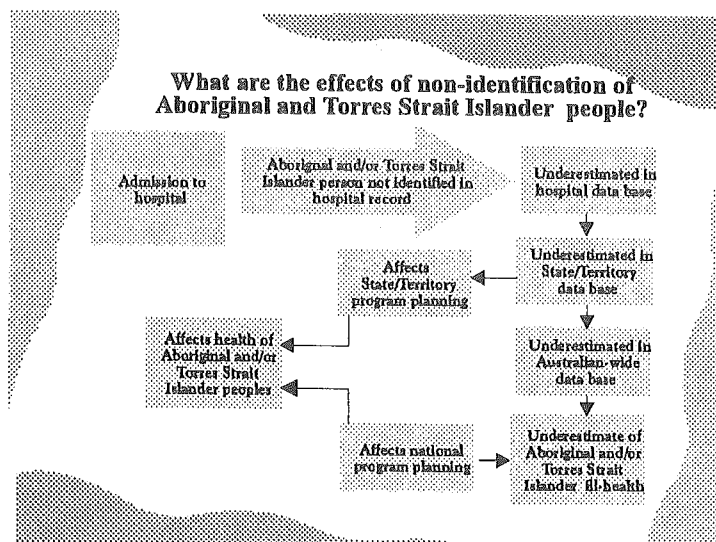 What are the effects of non-identification of
Aboriginal and Torres Strait Islander people?
Admission to
hospital
Aborignal and/or Torres Strait
Islander person not identified in
hospital record
Underestimated in
hospital data base
Affects
State/Territory
program planning
Underestimated in
State/Territory
data base
Affects health of
Aboriginal and/or
Torres Strait
Islander peoples
Underestimated in
Australian-wide
data base
Affects national
program planning
Underestimate of
Aboriginal and/or
Torres Strait
Islander ill-health